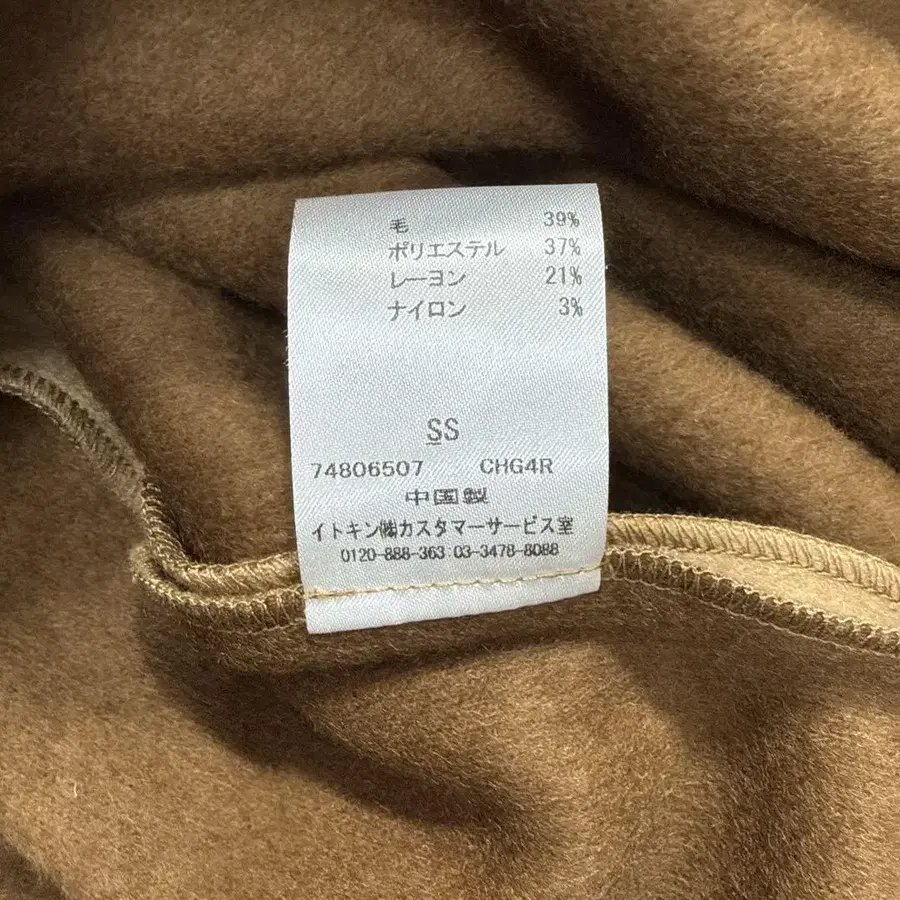 毛 39%
ポリエステル 37%
レーヨン 21%
ナイロン 3%
SS
74806507 CHG4R
中国製
イトキン㈱カスタマーサービス室
0120-888-363 03-3478-8088